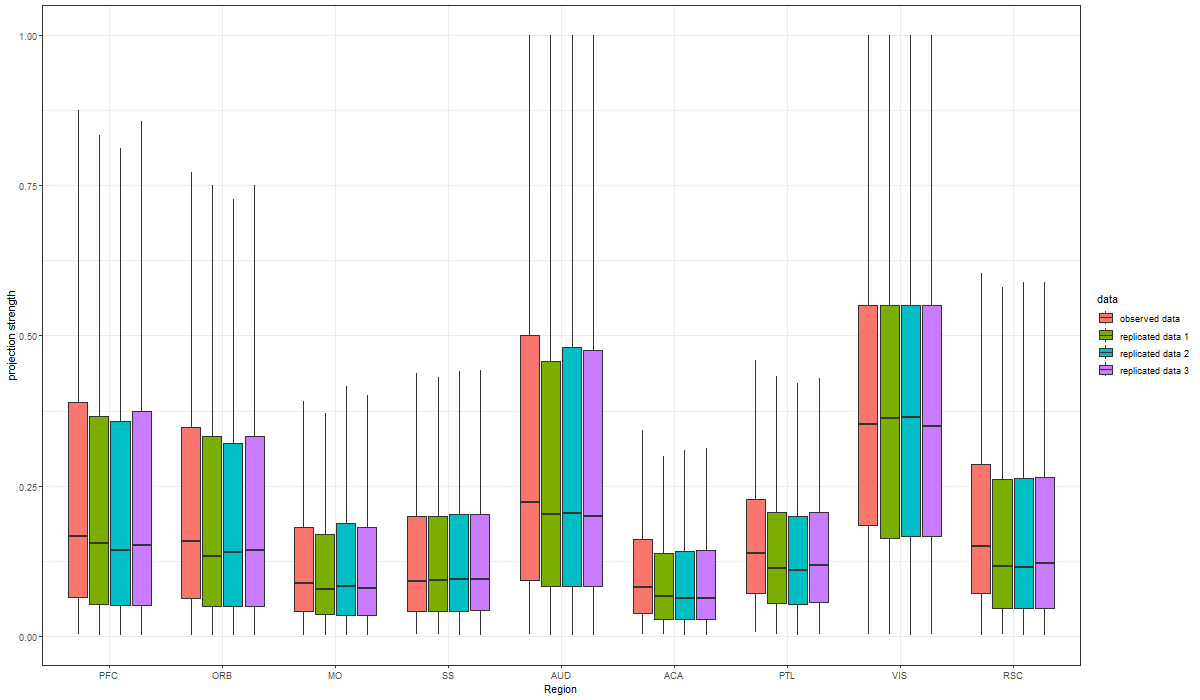 1.00
0.75
0.50
0.25
0.00
projection strength
PFC ORB MO SS AUD ACA PTL VIS RSC
Region
data
observed data
replicated data 1
replicated data 2
replicated data 3